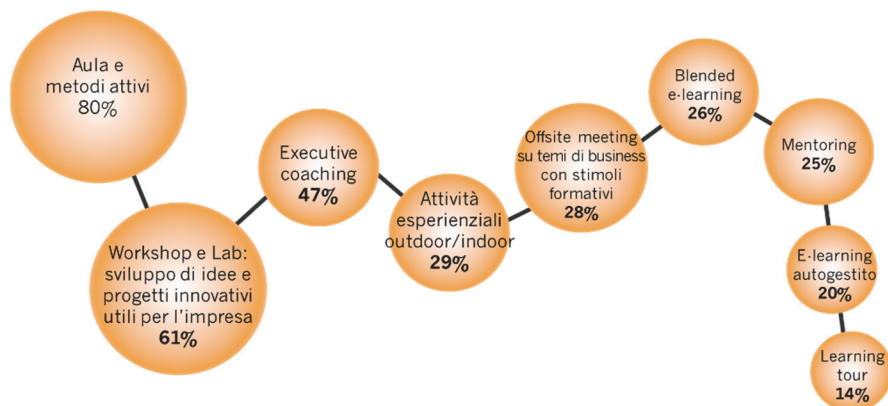 Aula e
metodi attivi
80%
Workshop e Lab:
sviluppo di idee e
progetti innovativi
utili per l'impresa
61%
Executive
coaching
47%
Attività
esperienziali
outdoor/indoor
29%
Offsite meeting
su temi di business
con stimoli
formativi
28%
Blended
e-learning
26%
Mentoring
25%
E-learning
autogestito
20%
Learning
tour
14%